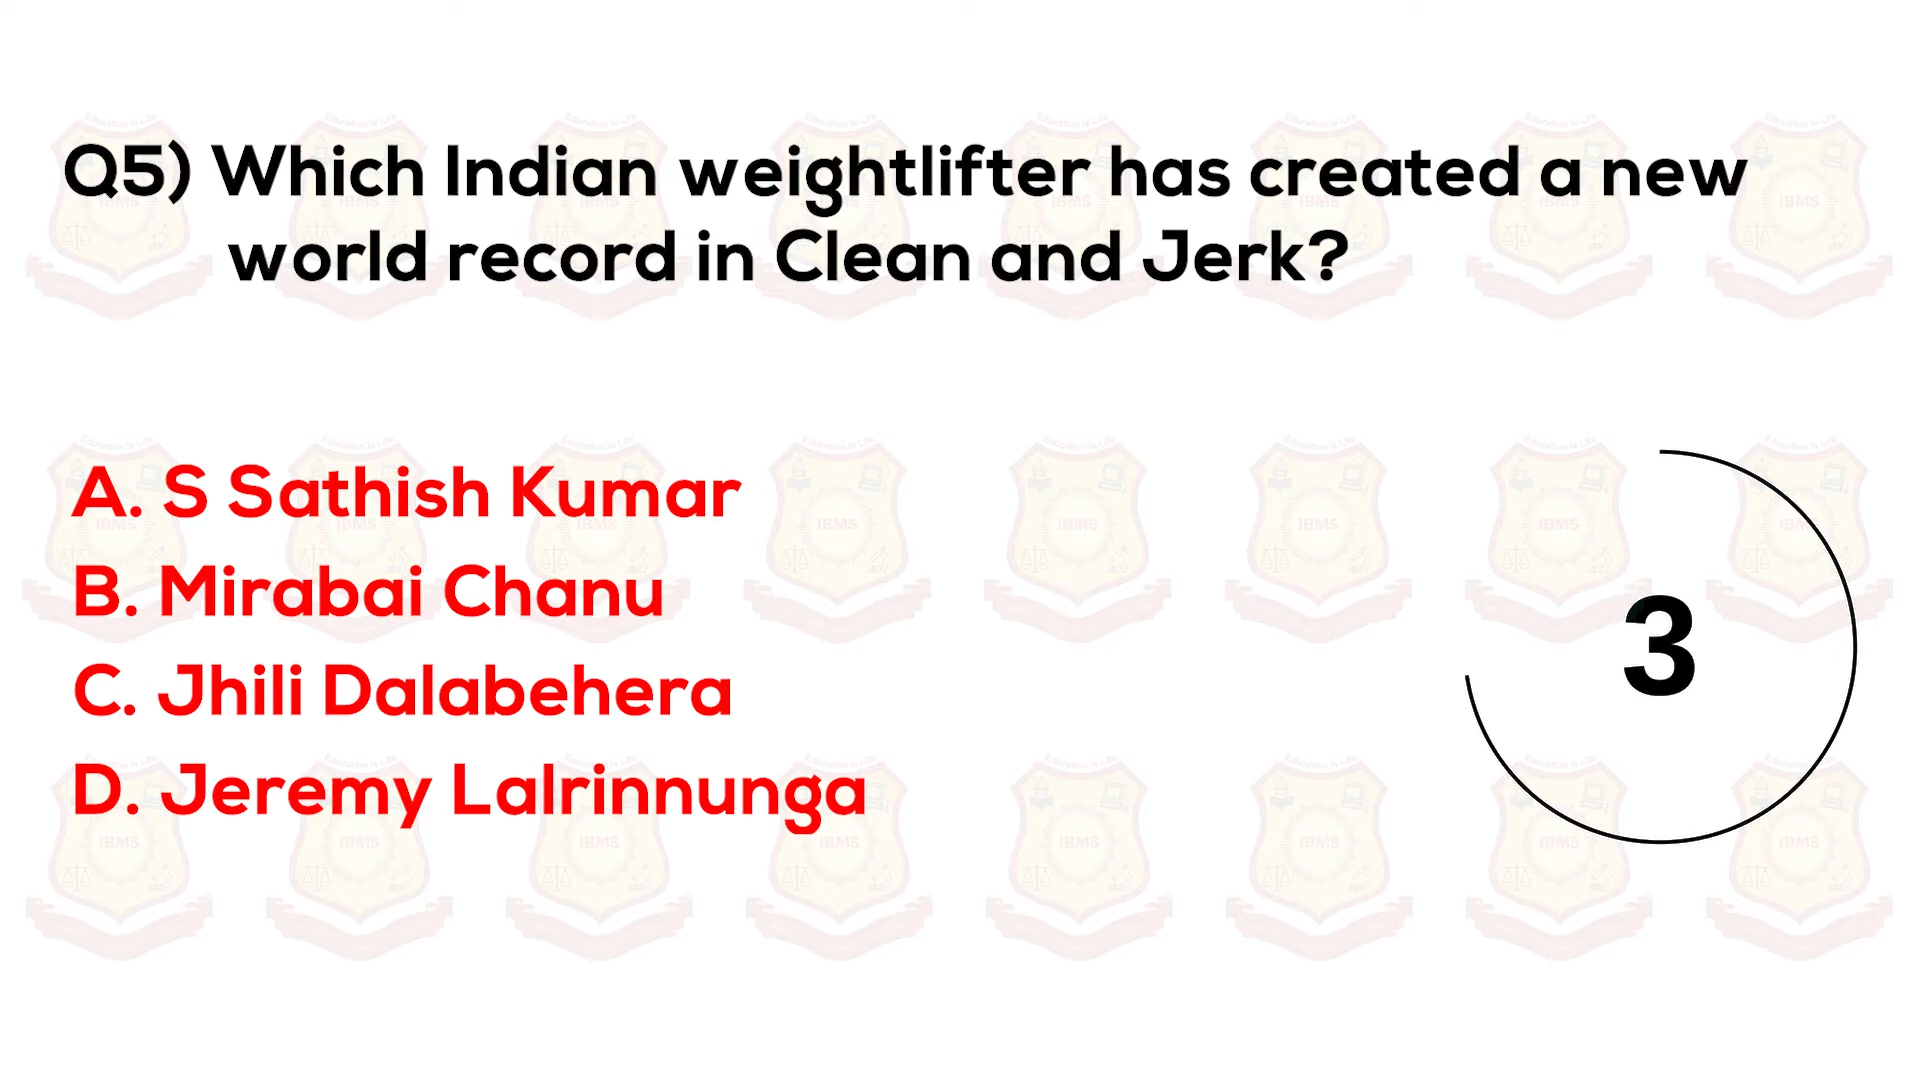 Q5) Which Indian weightlifter has created a new
world record in Clean and Jerk?
A. S Sathish Kumar
B. Mirabai Chanu
C. Jhili Dalabehera
D. Jeremy Lalrinnunga
3